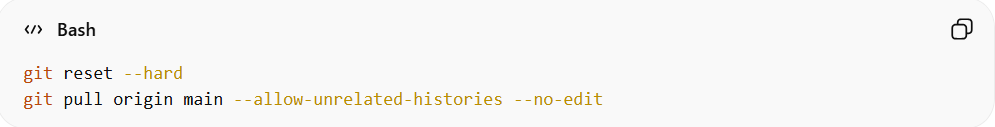 Bash
git reset --hard
git pull origin main --allow-unrelated-histories --no-edit